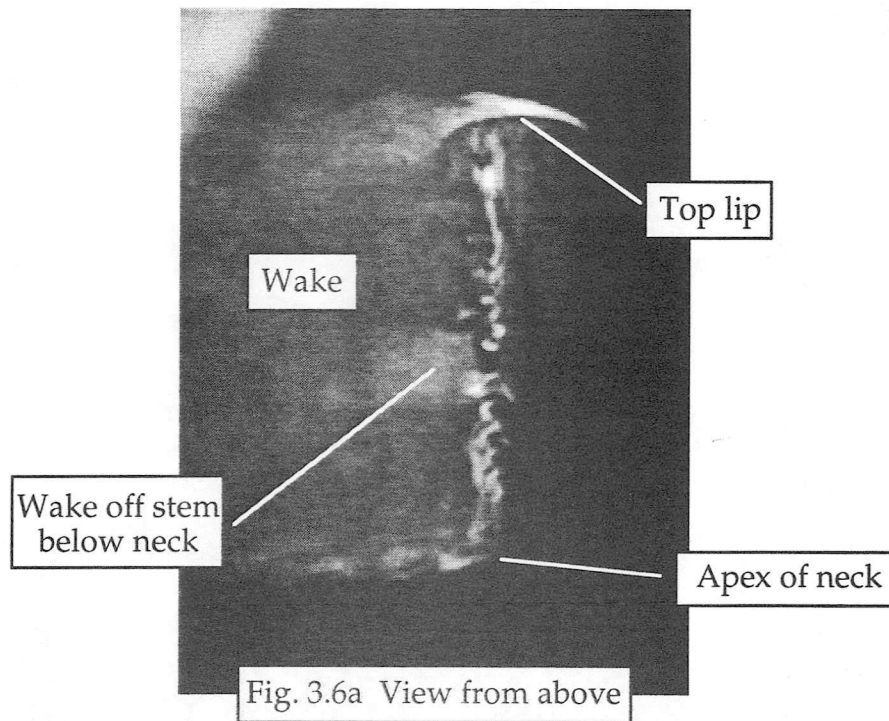 Top lip
Wake
Wake off stem
below neck
Apex of neck
Fig. 3.6a View from above